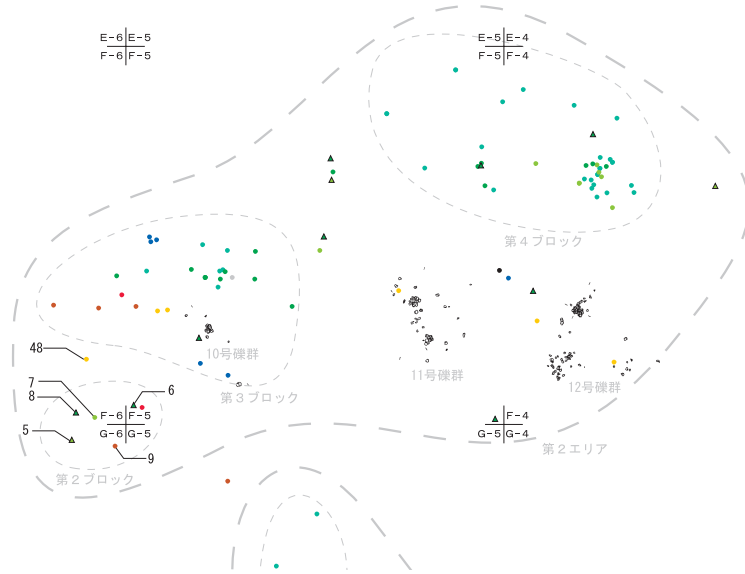 E-6 E-5
F-6 F-5
E-5 E-4
F-5 F-4
第4ブロック
10号礫群
11号礫群
12号礫群
第3ブロック
48
7
8
6
5
9
F-6 F-5
G-6 G-5
F-4
G-5 G-4
第2エリア
第2ブロック